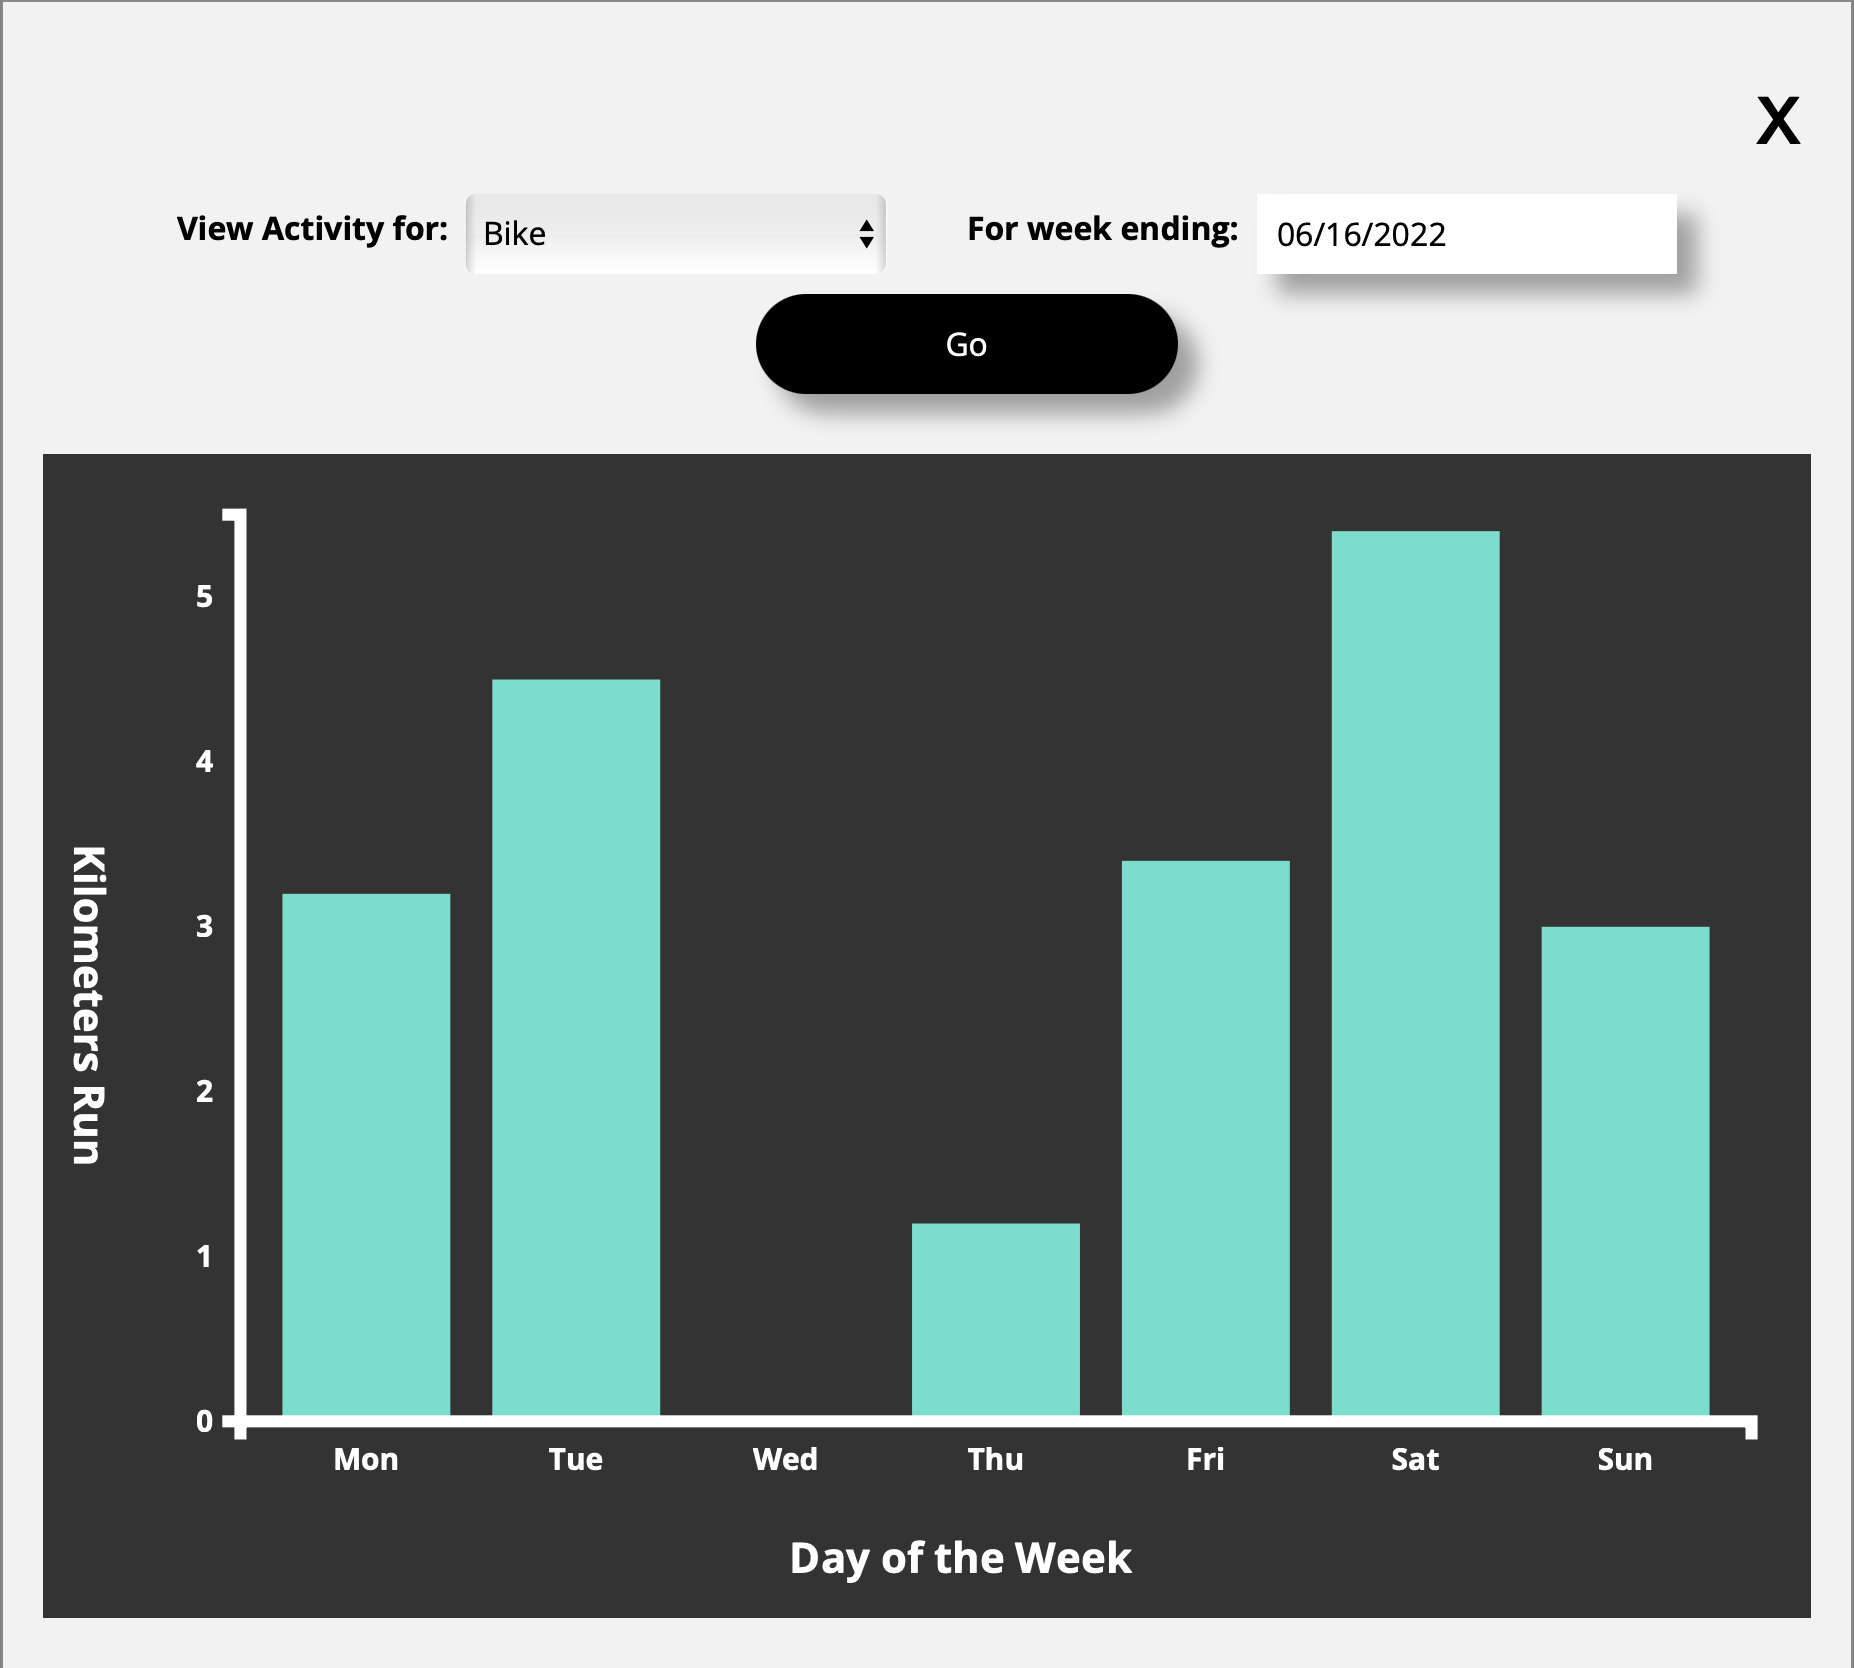 X
View Activity for: Bike For week ending: 06/16/2022
Go
5
4
3
2
1
0
Kilometers Run
Mon Tue Wed Thu Fri Sat Sun
Day of the Week